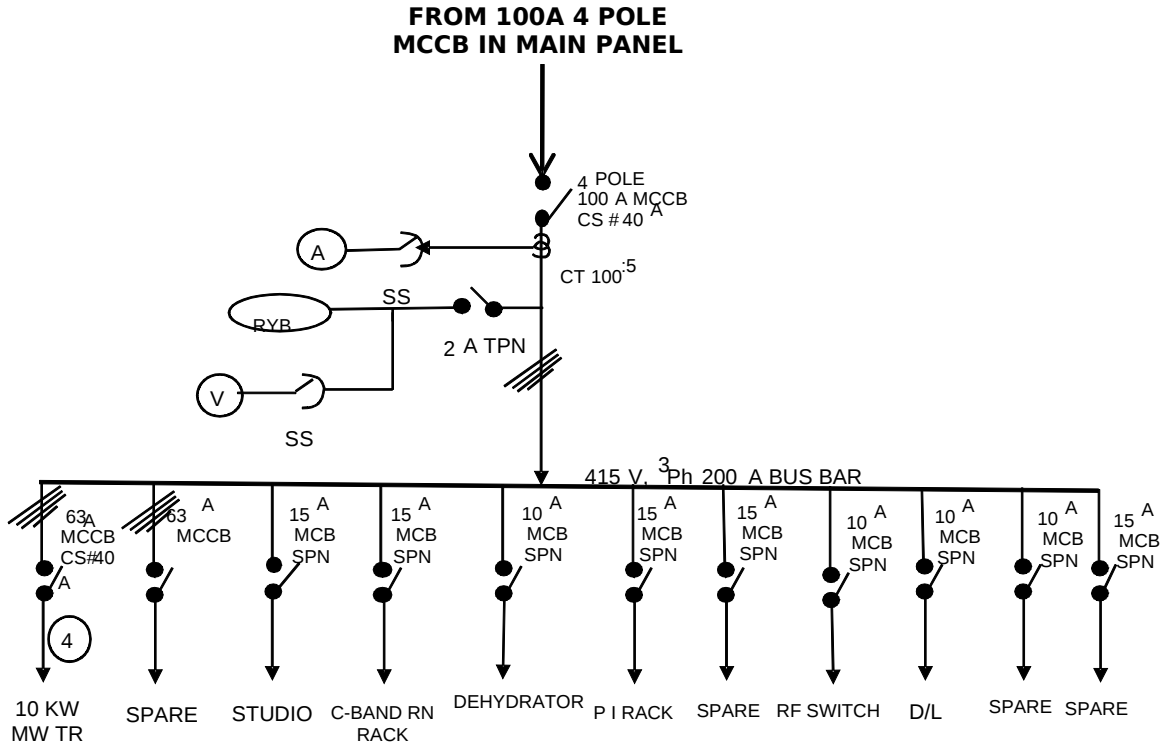 FROM 100A 4 POLE
MCCB IN MAIN PANEL
4 POLE
100 A MCCB
CS # 40 A
A
CT 100:5
SS
RYB
2 A TPN
V
SS
415 V, 3 Ph 200 A BUS BAR
63 A
MCCB
CS#40
A
63 A
MCCB
15 A
MCB
SPN
15 A
MCB
SPN
10 A
MCB
SPN
15 A
MCB
SPN
15 A
MCB
SPN
10 A
MCB
SPN
10 A
MCB
SPN
10 A
MCB
SPN
15 A
MCB
SPN
4
10 KW
MW TR
SPARE
STUDIO
C-BAND RN
RACK
DEHYDRATOR
P I RACK
SPARE
RF SWITCH
D/L
SPARE
SPARE